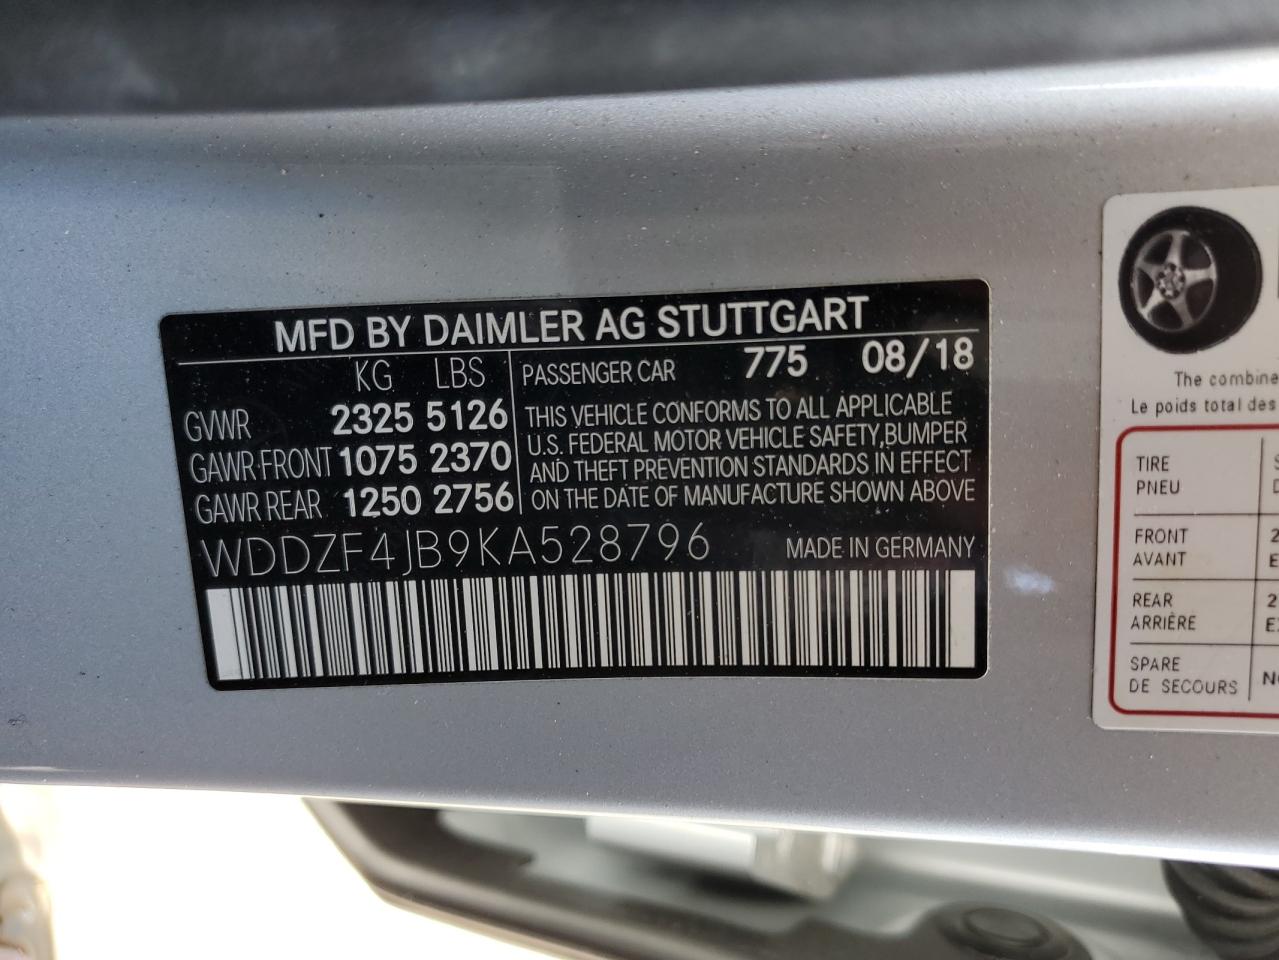 MFD BY DAIMLER AG STUTTGART
KG LBS
GVWR 2325 5126
GAWR·FRONT 1075 2370
GAWR REAR 1250 2756
PASSENGER CAR 775 08/18
THIS VEHICLE CONFORMS TO ALL APPLICABLE
U.S. FEDERAL MOTOR VEHICLE SAFETY,BUMPER
AND THEFT PREVENTION STANDARDS IN EFFECT
ON THE DATE OF MANUFACTURE SHOWN ABOVE
WDDZF4JB9KA528796 MADE IN GERMANY
The
Le poids total des
TIRE
PNEU
FRONT
AVANT
REAR
ARRIÈRE
SPARE
DE SECOURS